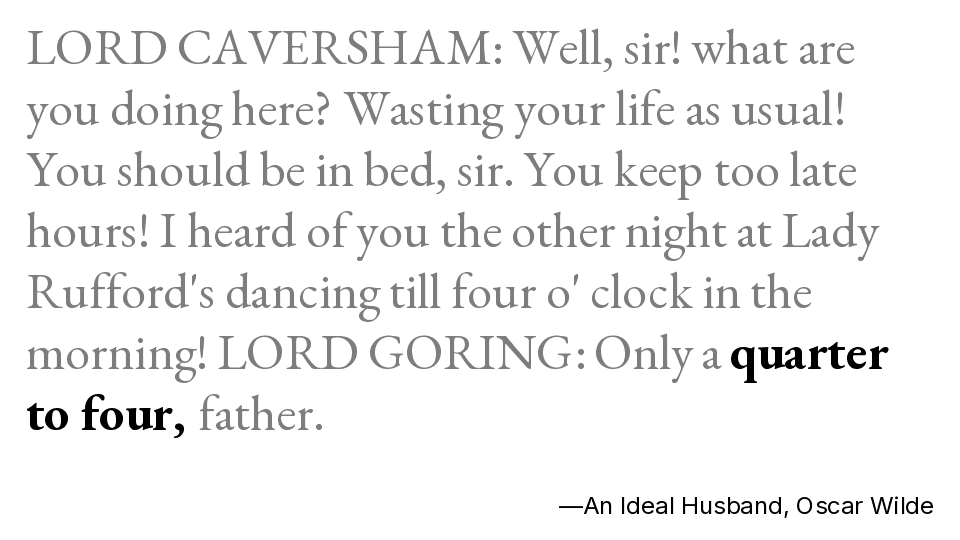 LORD CAVERSHAM: Well, sir! what are
you doing here? Wasting your life as usual!
You should be in bed, sir. You keep too late
hours! I heard of you the other night at Lady
Rufford's dancing till four o' clock in the
morning! LORD GORING: Only a quarter
to four, father.
—An Ideal Husband, Oscar Wilde